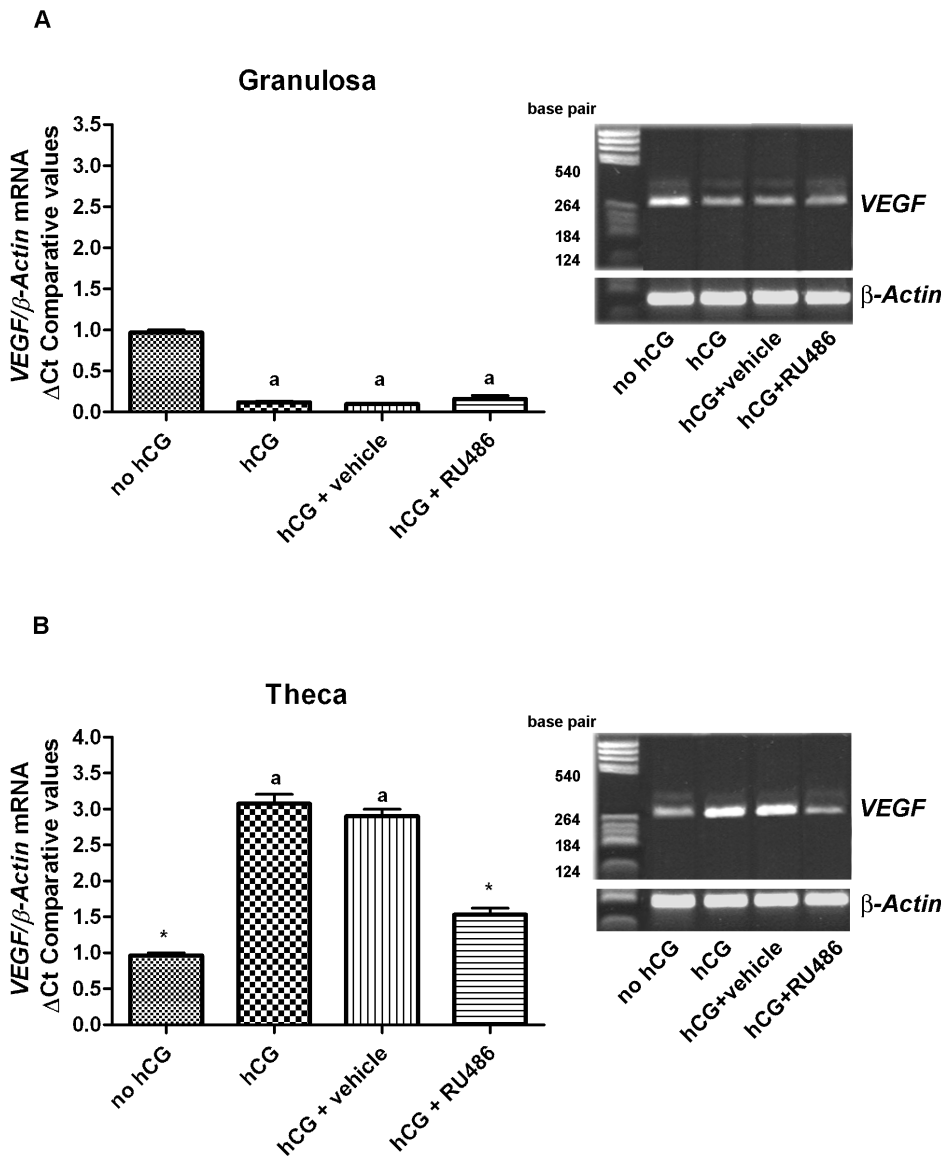 A
Granulosa
VEGF/β-Actin mRNA
ΔCt Comparative values
3.5
3.0
2.5
2.0
1.5
1.0
0.5
0.0
a
a
a
no hCG
hCG
hCG + vehicle
hCG + RU486
base pair
540
264
184
124
VEGF
β-Actin
no hCG
hCG
hCG+vehicle
hCG+RU486
B
Theca
VEGF/β-Actin mRNA
ΔCt Comparative values
4.0
3.5
3.0
2.5
2.0
1.5
1.0
0.5
0.0
*
a
a
*
no hCG
hCG
hCG + vehicle
hCG + RU486
base pair
540
264
184
124
VEGF
β-Actin
no hCG
hCG
hCG+vehicle
hCG+RU486